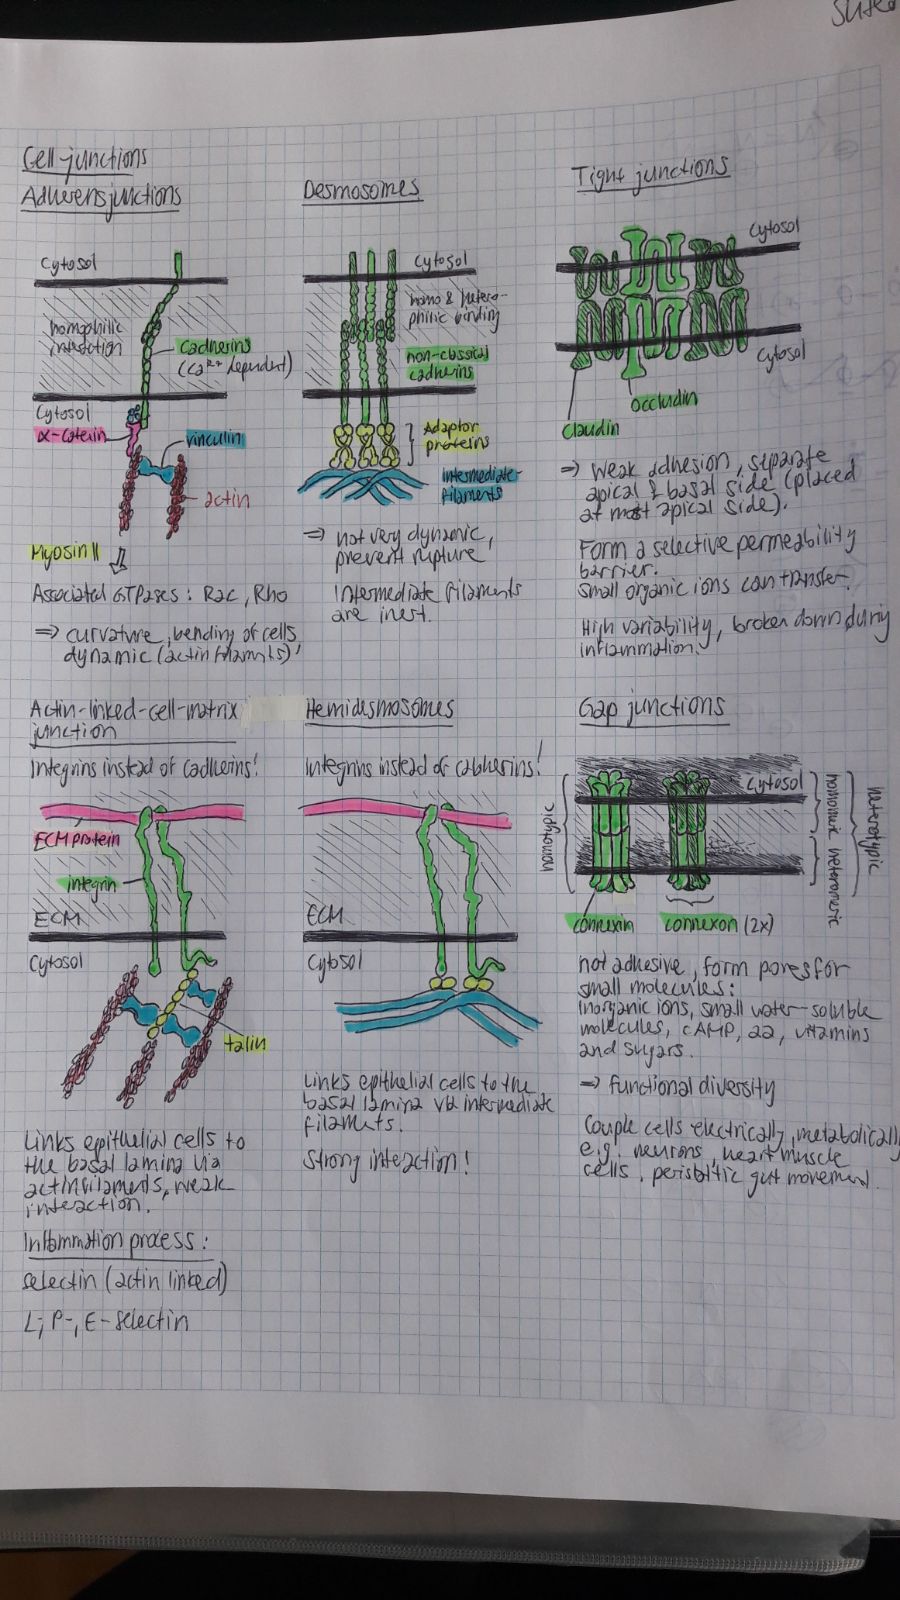 Cell junctions
Adherensjunctions
Cytosol
homophilic
interaction
cadherins
(Ca²⁺ dependent)
Cytosol
α-catenin
vinculin
actin
Myosin II
Associated GTPases: Rac, Rho
⇒ curvature, bending of cells,
dynamic (actin filaments)
Desmosomes
Cytosol
homo & hetero-
philic binding
non-classical
cadherins
Adaptor
proteins
intermediate-
filaments
⇒ not very dynamic,
prevent rupture
Intermediate filaments
are inert.
Tight junctions
Cytosol
Cytosol
occludin
claudin
⇒ weak adhesion, separate
apical & basal side (placed
at most apical side).
Form a selective permeability
barrier.
small organic ions can transfer.
High variability, broken down during
inflammation.
Actin-linked-cell-matrix
junction
Integrins instead of cadherins!
ECM protein
integrin
ECM
Cytosol
talin
Links epithelial cells to
the basal lamina via
actinfilaments, weak
interaction.
Inflammation process:
selectin (actin linked)
L-, P-, E-selectin
Hemidesmosomes
Integrins instead of cadherins!
ECM
Cytosol
Links epithelial cells to the
basal lamina via intermediate
filaments.
Strong interaction!
Gap junctions
Cytosol
homotypic
homomeric heteromeric
heterotypic
connexin
connexon (2x)
not adhesive, form pores for
small molecules:
inorganic ions, small water-soluble
molecules, cAMP, aa, vitamins
and sugars.
⇒ functional diversity
Couple cells electrically, metabolically
e.g. neurons, heart muscle
cells, peristaltic gut movement.